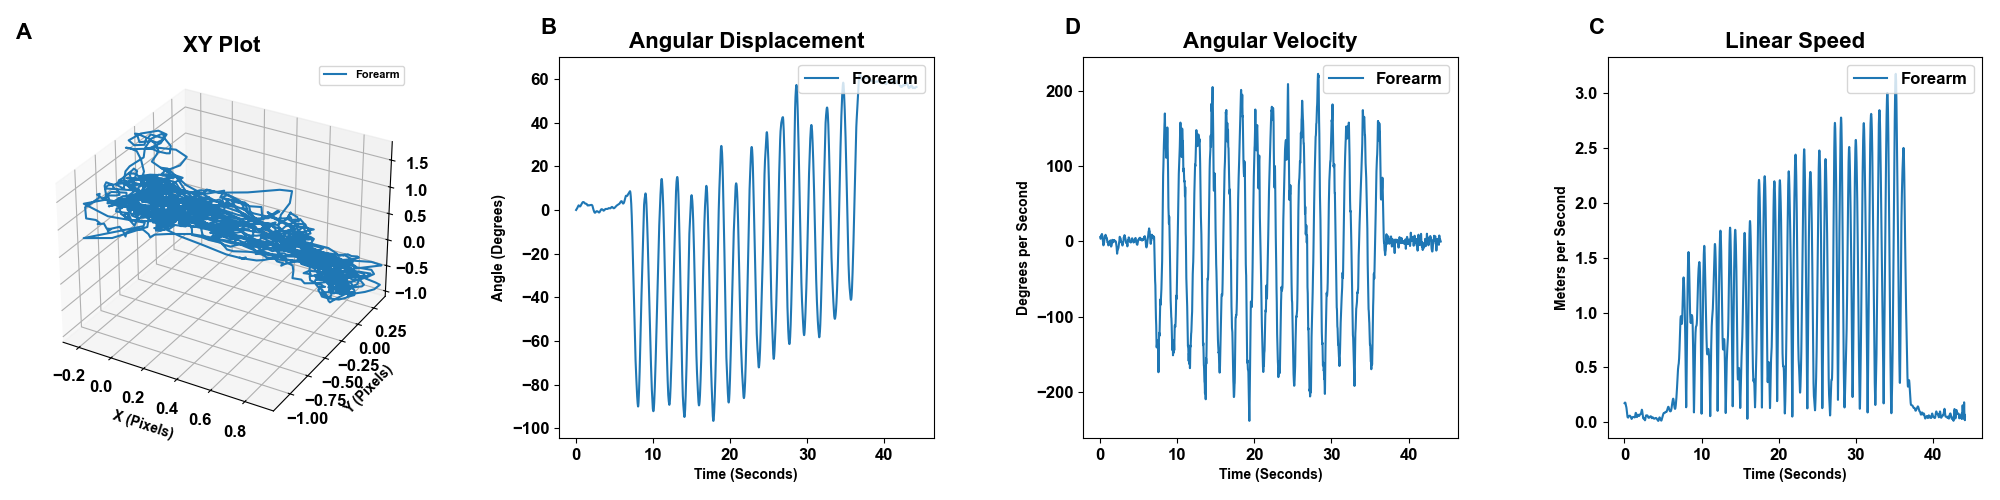 A
XY Plot
Forearm
1.5
1.0
0.5
0.0
−0.5
−1.0
0.25
0.00
−0.25
−0.50
−0.75
−1.00
Y (Pixels)
−0.2
0.0
0.2
0.4
0.6
0.8
X (Pixels)
B
Angular Displacement
Forearm
60
40
20
0
−20
−40
−60
−80
−100
Angle (Degrees)
0 10 20 30 40
Time (Seconds)
D
Angular Velocity
Forearm
200
100
0
−100
−200
Degrees per Second
0 10 20 30 40
Time (Seconds)
C
Linear Speed
Forearm
3.0
2.5
2.0
1.5
1.0
0.5
0.0
Meters per Second
0 10 20 30 40
Time (Seconds)